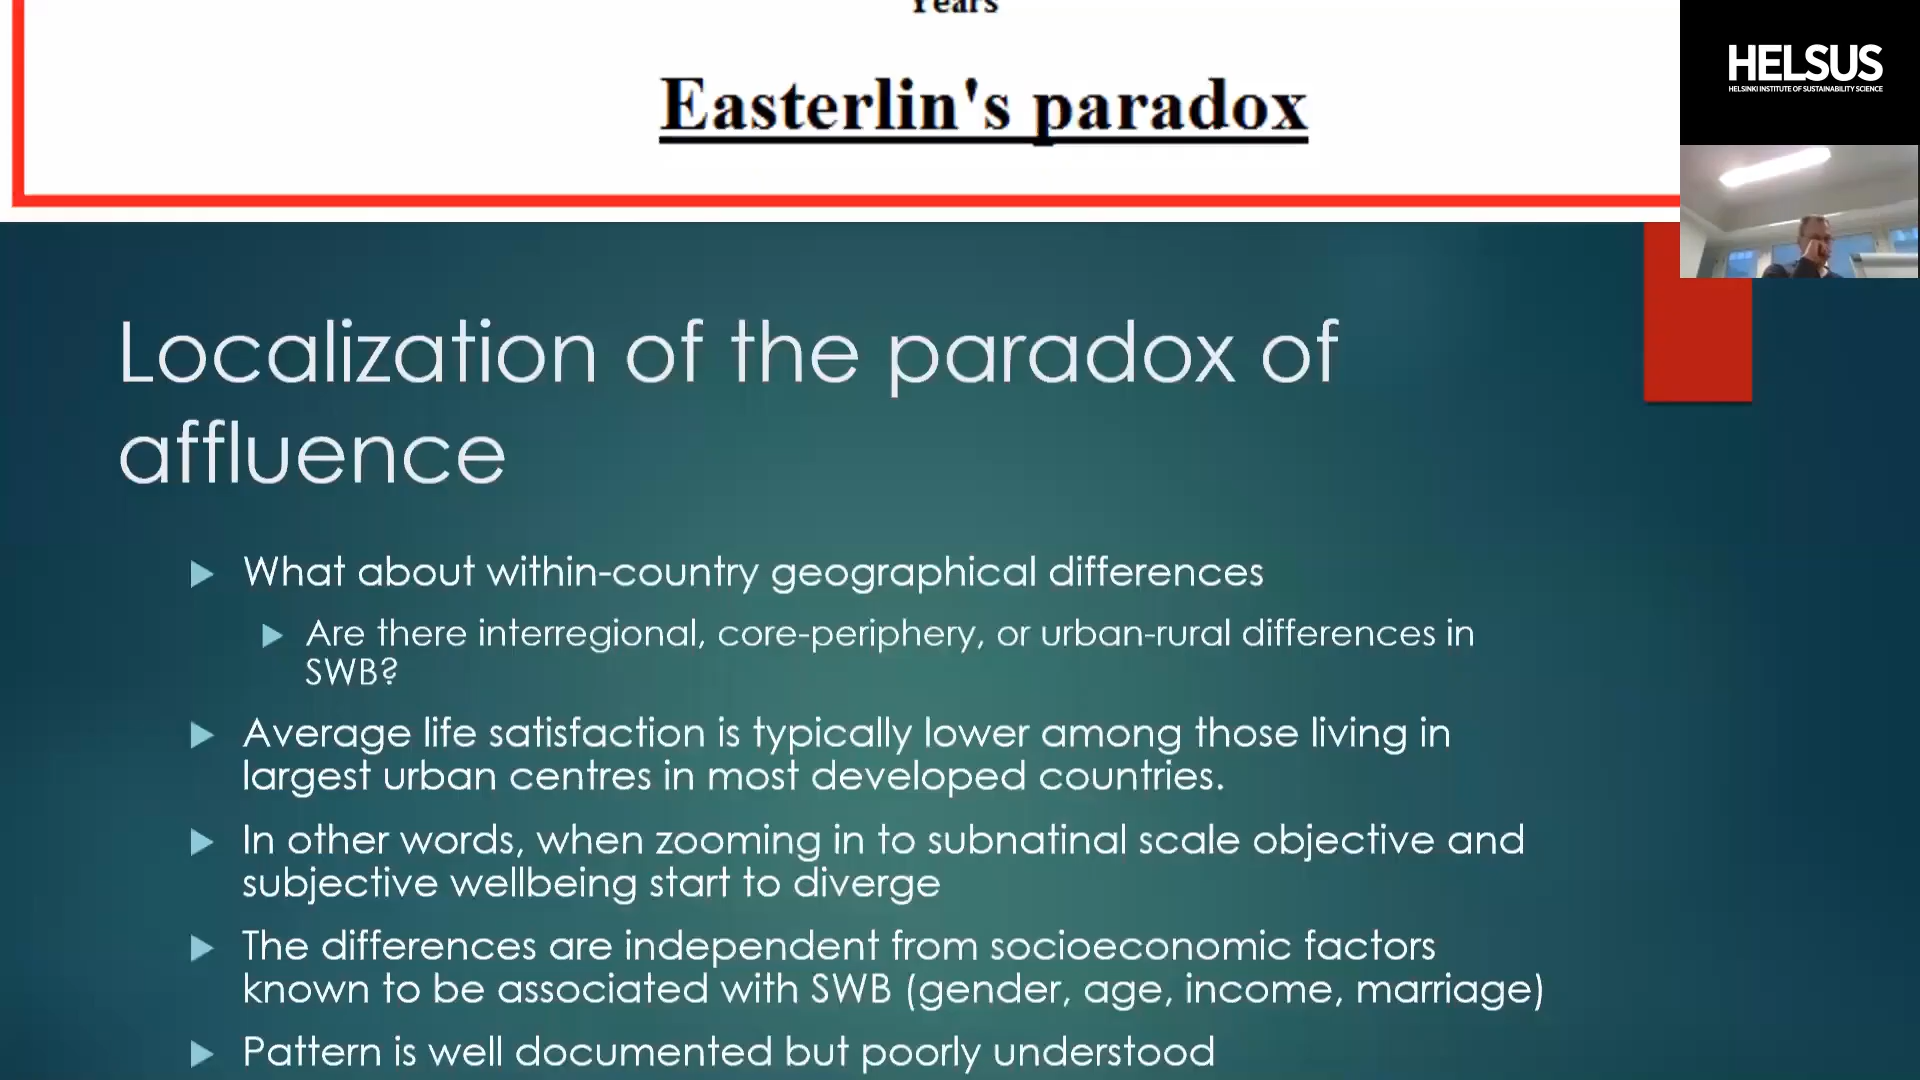 Years
Easterlin's paradox
HELSUS
HELSINKI INSTITUTE OF SUSTAINABILITY SCIENCE
Localization of the paradox of
affluence
What about within-country geographical differences
Are there interregional, core-periphery, or urban-rural differences in
SWB?
Average life satisfaction is typically lower among those living in
largest urban centres in most developed countries.
In other words, when zooming in to subnatinal scale objective and
subjective wellbeing start to diverge
The differences are independent from socioeconomic factors
known to be associated with SWB (gender, age, income, marriage)
Pattern is well documented but poorly understood